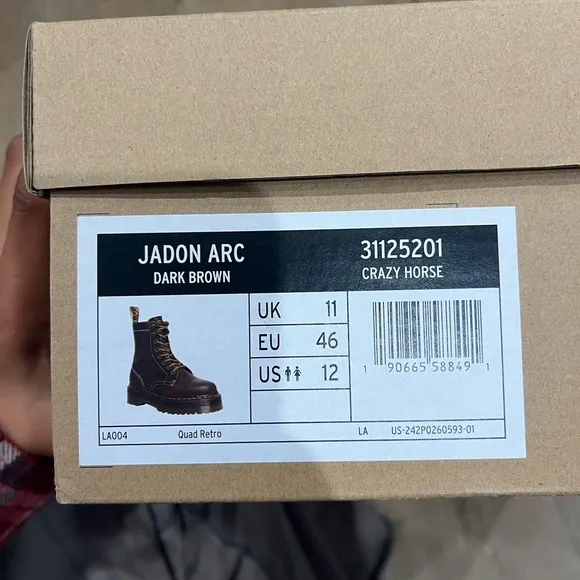 JADON ARC
DARK BROWN
31125201
CRAZY HORSE
UK 11
EU 46
US 12
1 90665 58849 1
LA004 Quad Retro LA US-242P0260593-01